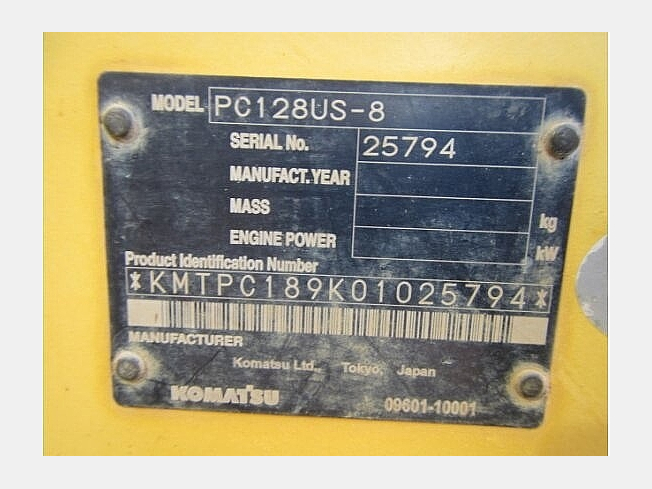 MODEL PC128US-8
SERIAL No. 25794
MANUFACT.YEAR
MASS kg
ENGINE POWER kW
Product Identification Number
*KMTPC189K01025794*
MANUFACTURER
Komatsu Ltd., Tokyo, Japan
KOMATSU 09601-10001